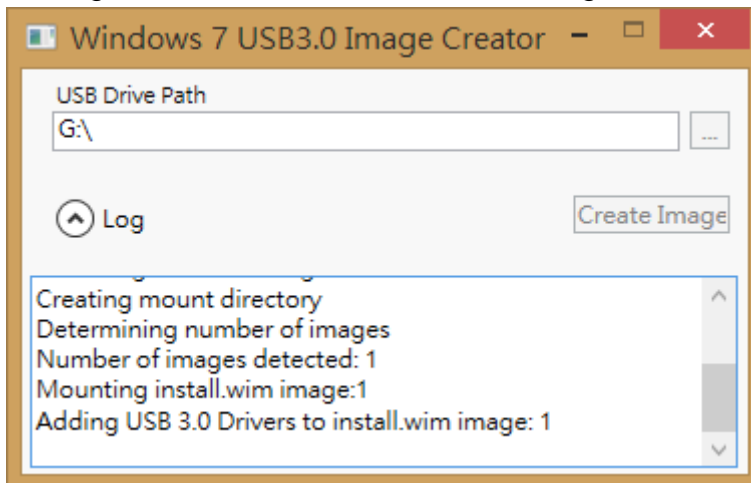 Windows 7 USB3.0 Image Creator
USB Drive Path
G:\
...
Log
Create Image
Creating mount directory
Determining number of images
Number of images detected: 1
Mounting install.wim image:1
Adding USB 3.0 Drivers to install.wim image: 1